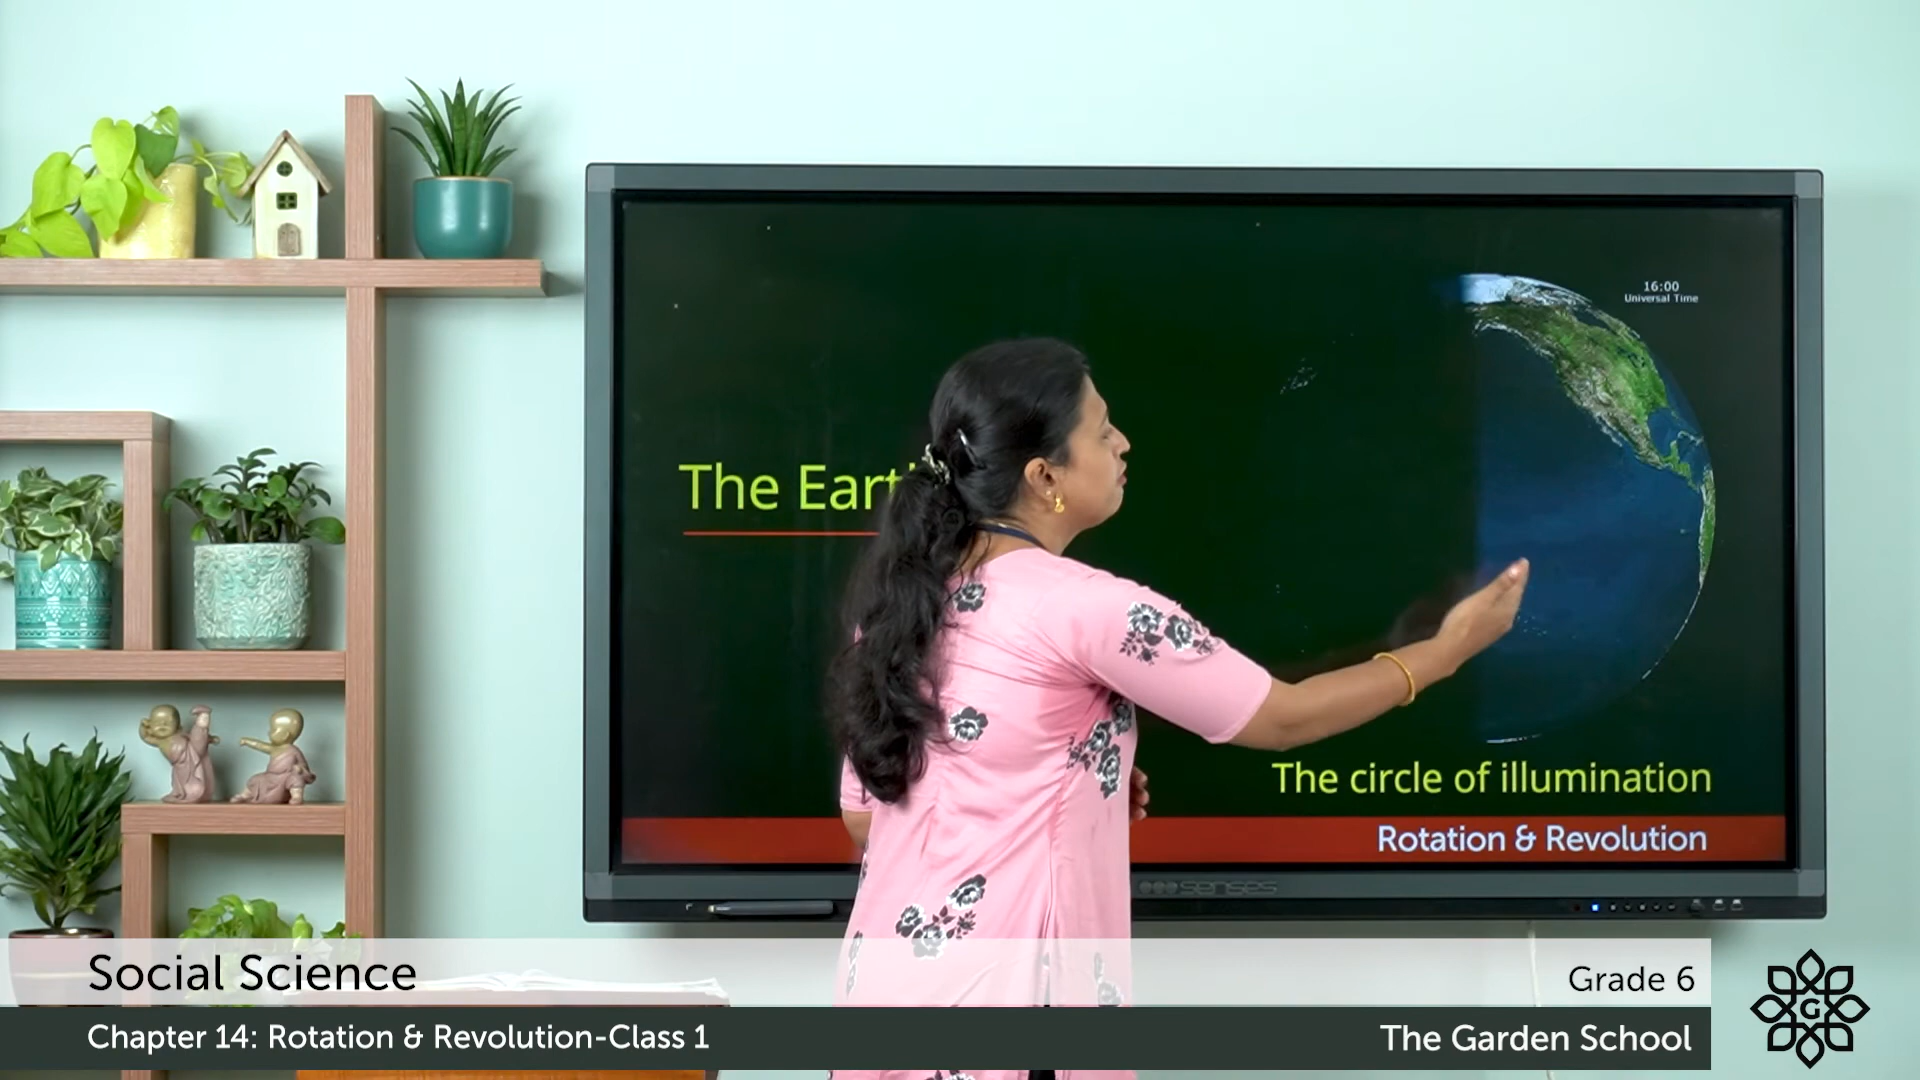 16:00
Universal Time
The
The circle of illumination
Rotation & Revolution
senses
Social Science
Grade 6
Chapter 14: Rotation & Revolution-Class 1
The Garden School
G